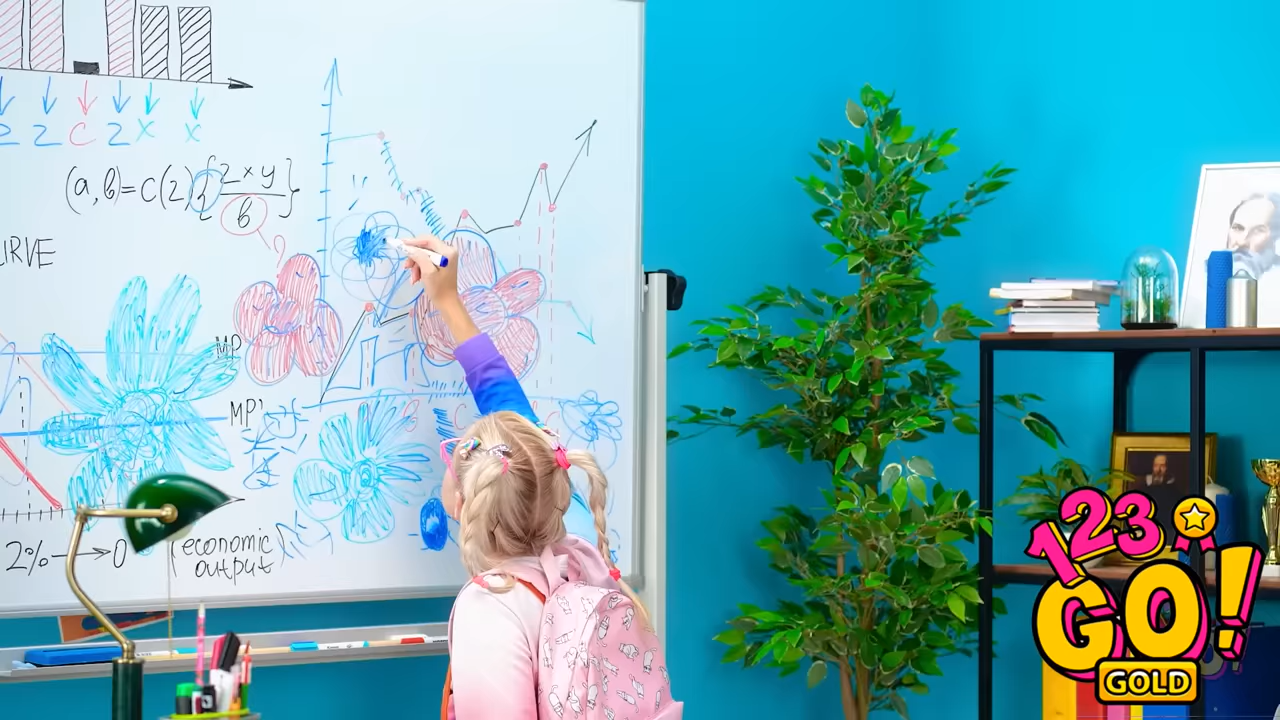 2 2 C 2 X X
(a,b)=C(2){2×y/b}
URVE
MP
MP'
2%→0 (economic
output)
123
GO!
GOLD